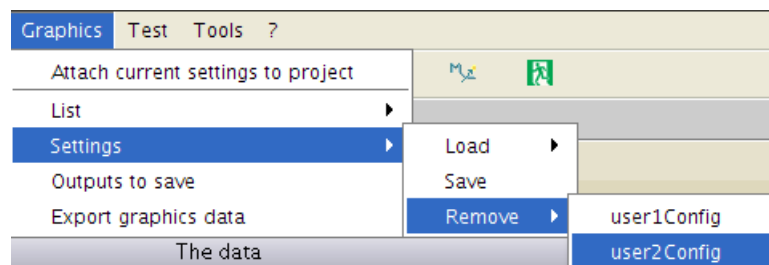 Graphics Test Tools ?
Attach current settings to project
List
Settings
Outputs to save
Export graphics data
The data
Load
Save
Remove
user1Config
user2Config